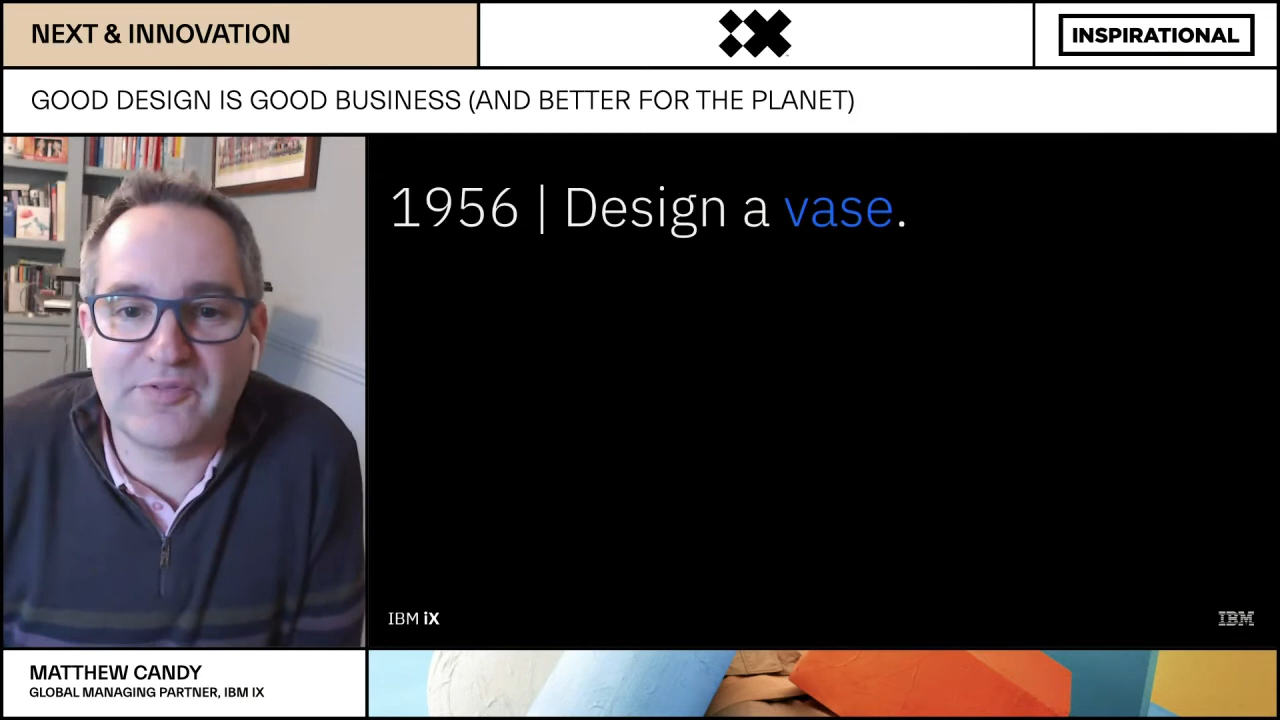 NEXT & INNOVATION
INSPIRATIONAL
GOOD DESIGN IS GOOD BUSINESS (AND BETTER FOR THE PLANET)
1956 | Design a vase.
IBM iX
IBM
MATTHEW CANDY
GLOBAL MANAGING PARTNER, IBM IX